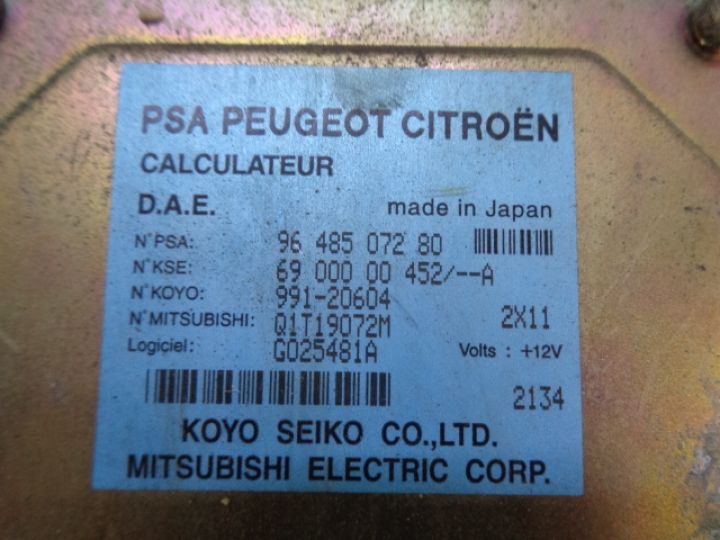 PSA PEUGEOT CITROËN
CALCULATEUR
D.A.E. made in Japan
N°PSA: 96 485 072 80
N°KSE: 69 000 00 452/--A
N°KOYO: 991-20604
N°MITSUBISHI: Q1T19072M 2X11
Logiciel: G025481A Volts : +12V
2134
KOYO SEIKO CO.,LTD.
MITSUBISHI ELECTRIC CORP.